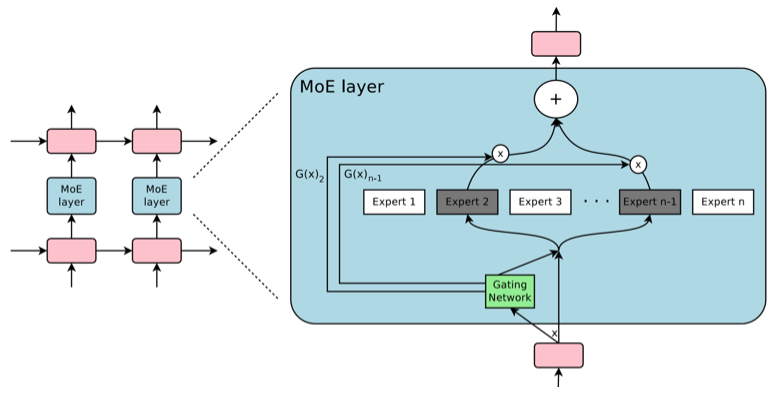 MoE layer
MoE
layer
MoE
layer
+
x
x
G(x)2
G(x)n-1
Expert 1
Expert 2
Expert 3
. . .
Expert n-1
Expert n
Gating
Network
x